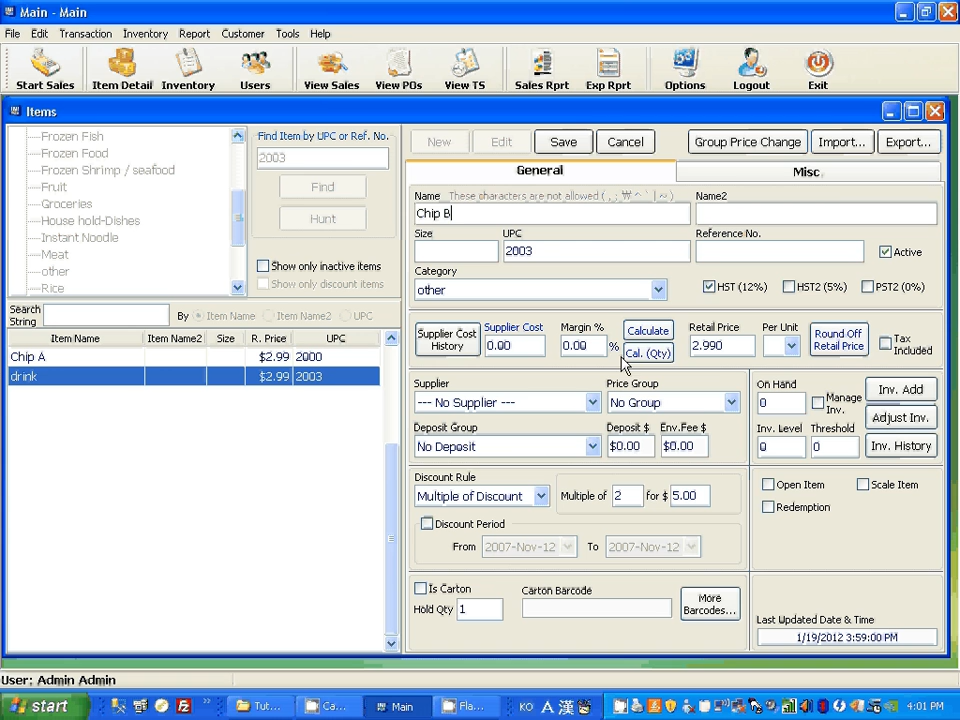 Main - Main
File Edit Transaction Inventory Report Customer Tools Help
Start Sales Item Detail Inventory Users View Sales View POs View TS Sales Rprt Exp Rprt Options Logout Exit
Items
Frozen Fish
Frozen Food
Frozen Shrimp / seafood
Fruit
Groceries
House hold-Dishes
Instant Noodle
Meat
other
Rice
Find Item by UPC or Ref. No.
2003
Find
Hunt
Show only inactive items
Show only discount items
Search String
By Item Name Item Name2 UPC
Item Name Item Name2 Size R. Price UPC
Chip A $2.99 2000
drink $2.99 2003
New Edit Save Cancel Group Price Change Import... Export...
General Misc
Name These characters are not allowed ( , ; ₩ ^ ` | ~ ) Name2
Chip B
Size UPC Reference No.
2003 Active
Category
other HST (12%) HST2 (5%) PST2 (0%)
Supplier Cost History
Supplier Cost
0.00
Margin %
0.00 %
Calculate
Cal. (Qty)
Retail Price
2.990
Per Unit
Round Off Retail Price
Tax Included
Supplier Price Group
--- No Supplier --- No Group
Deposit Group Deposit $ Env.Fee $
No Deposit $0.00 $0.00
On Hand
0
Manage Inv.
Inv. Add
Adjust Inv.
Inv. Level Threshold
0 0
Inv. History
Discount Rule
Multiple of Discount Multiple of 2 for $ 5.00
Discount Period
From 2007-Nov-12 To 2007-Nov-12
Open Item Scale Item
Redemption
Is Carton Carton Barcode
Hold Qty 1
More Barcodes...
Last Updated Date & Time
1/19/2012 3:59:00 PM
User: Admin Admin
start Tut... Ca... Main Fla... KO A 漢 4:01 PM